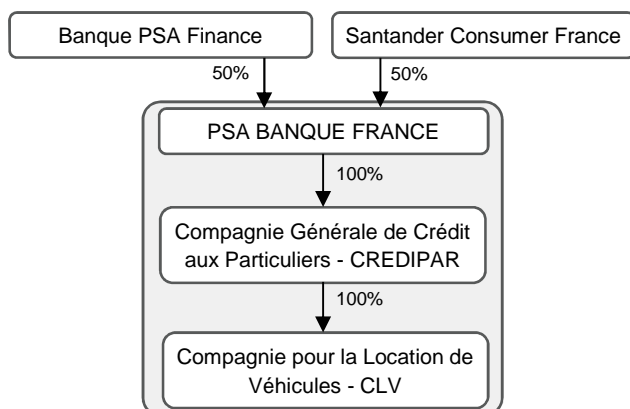 Banque PSA Finance
Santander Consumer France
50%
50%
PSA BANQUE FRANCE
100%
Compagnie Générale de Crédit
aux Particuliers - CREDIPAR
100%
Compagnie pour la Location de
Véhicules - CLV